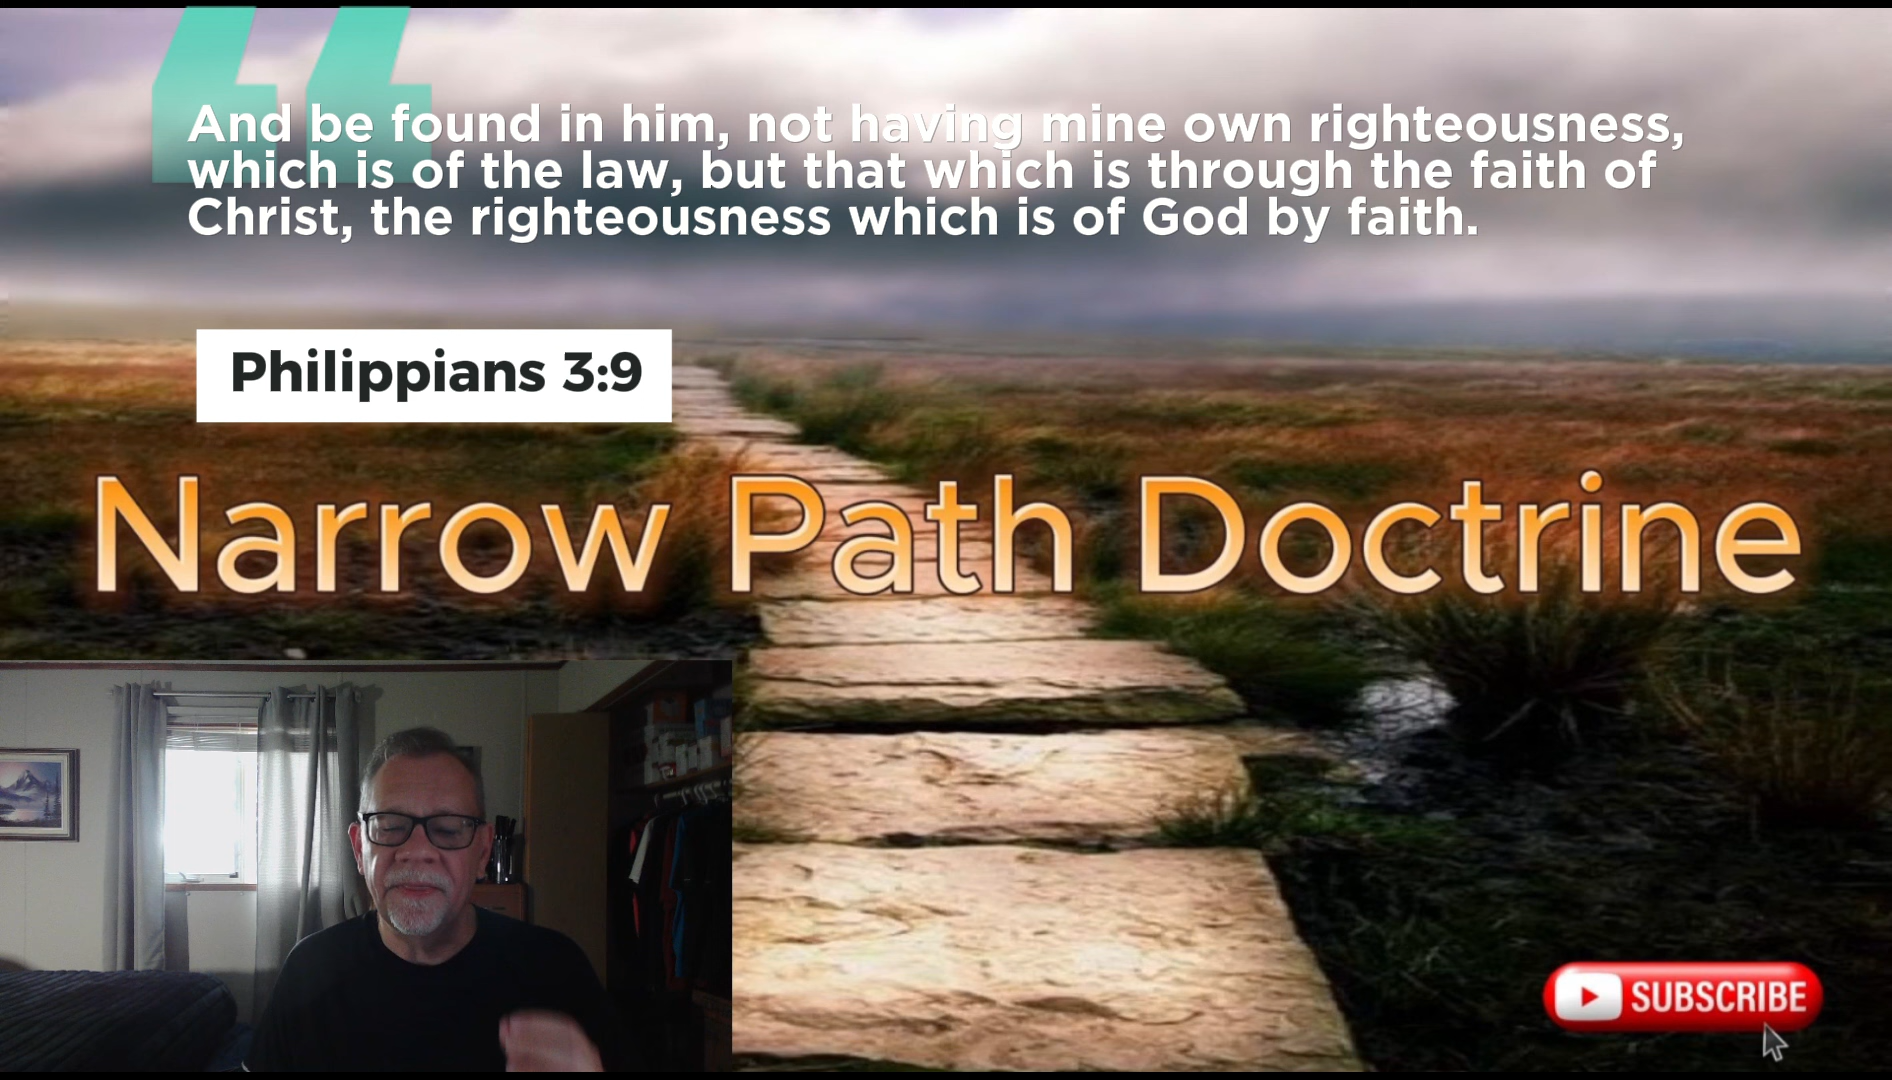 And be found in him, not having mine own righteousness,
which is of the law, but that which is through the faith of
Christ, the righteousness which is of God by faith.
Philippians 3:9
Narrow Path Doctrine
SUBSCRIBE